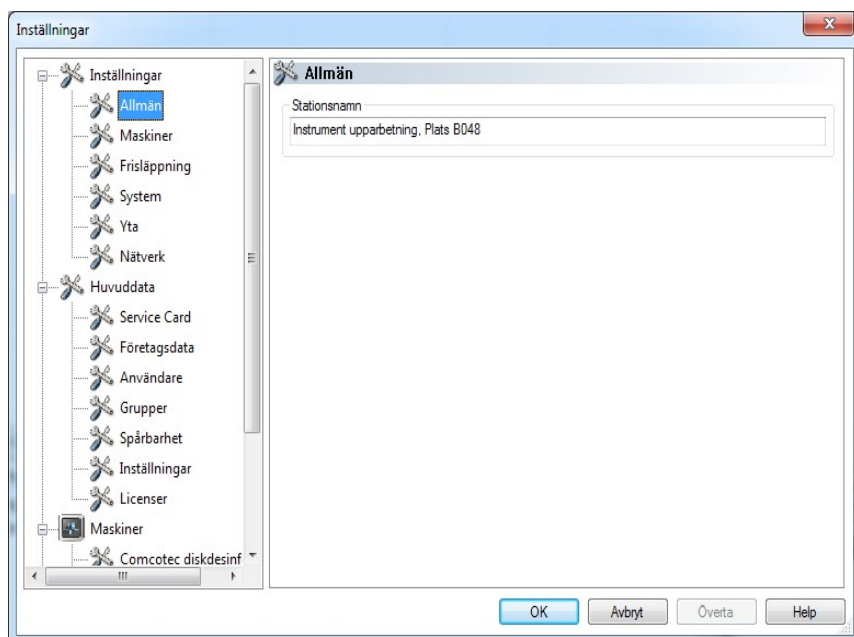 Inställningar
Inställningar
Allmän
Maskiner
Frisläppning
System
Yta
Nätverk
Huvuddata
Service Card
Företagsdata
Användare
Grupper
Spårbarhet
Inställningar
Licenser
Maskiner
Comcotec diskdesinf
Allmän
Stationsnamn
Instrument upparbetning, Plats B048
OK
Avbryt
Överta
Help